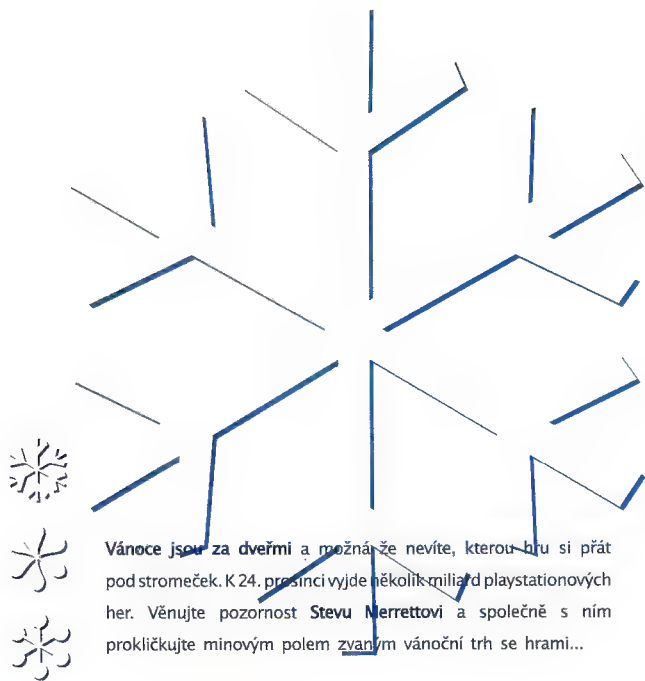 Vánoce jsou za dveřmi a možná že nevíte, kterou hru si přát
pod stromeček. K 24. prosinci vyjde několik miliard playstationových
her. Věnujte pozornost Stevu Merrettovi a společně s ním
prokličkujte minovým polem zvaným vánoční trh se hrami...